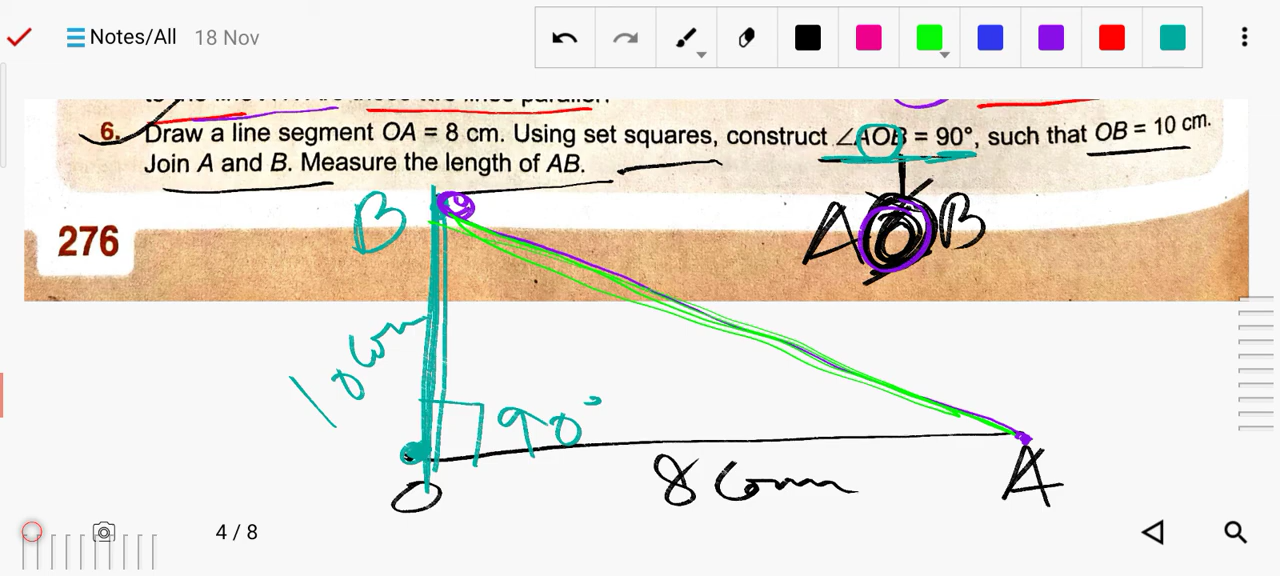 Notes/All 18 Nov
6. Draw a line segment OA = 8 cm. Using set squares, construct ∠AOB = 90°, such that OB = 10 cm.
Join A and B. Measure the length of AB.
276
B
A O B
10 cm
90°
O
8 cm
A
4 / 8